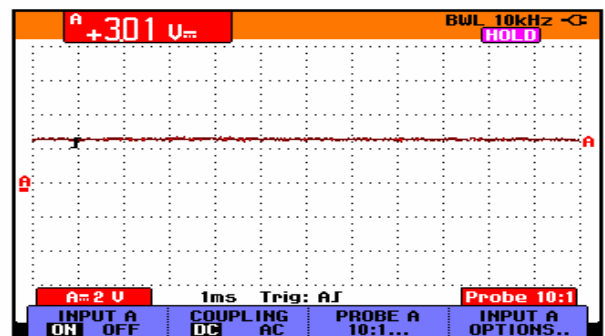 A +3.01 V
BWL 10kHz
HOLD
A
A
A 2 V 1ms Trig: A Probe 10:1
INPUT A COUPLING PROBE A INPUT A
ON OFF DC AC 10:1... OPTIONS..